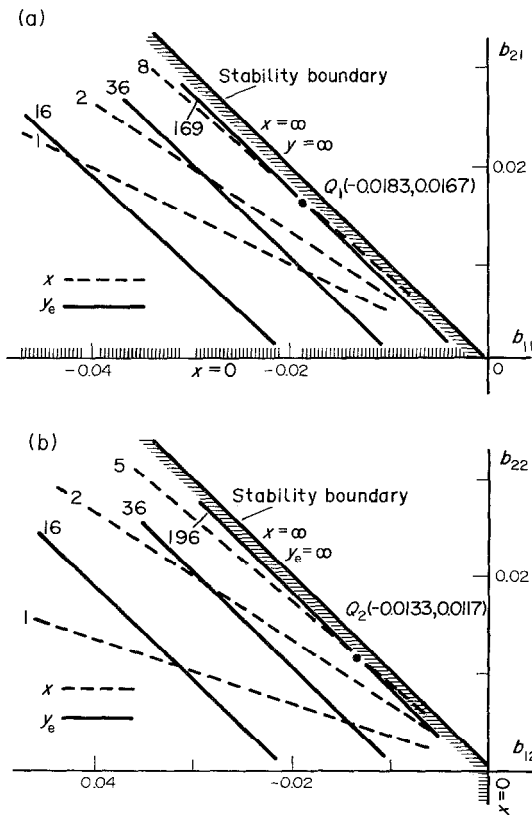 (a)
b21
8
36
Stability boundary
16
2
169
x=∞
y=∞
1
0.02
Q1(-0.0183,0.0167)
x
ye
b11
-0.04
x=0
-0.02
0
(b)
b22
5
2
36
Stability boundary
16
196
x=∞
ye=∞
0.02
Q2(-0.0133,0.0117)
1
x
ye
b12
0.04
-0.02
0
x=0